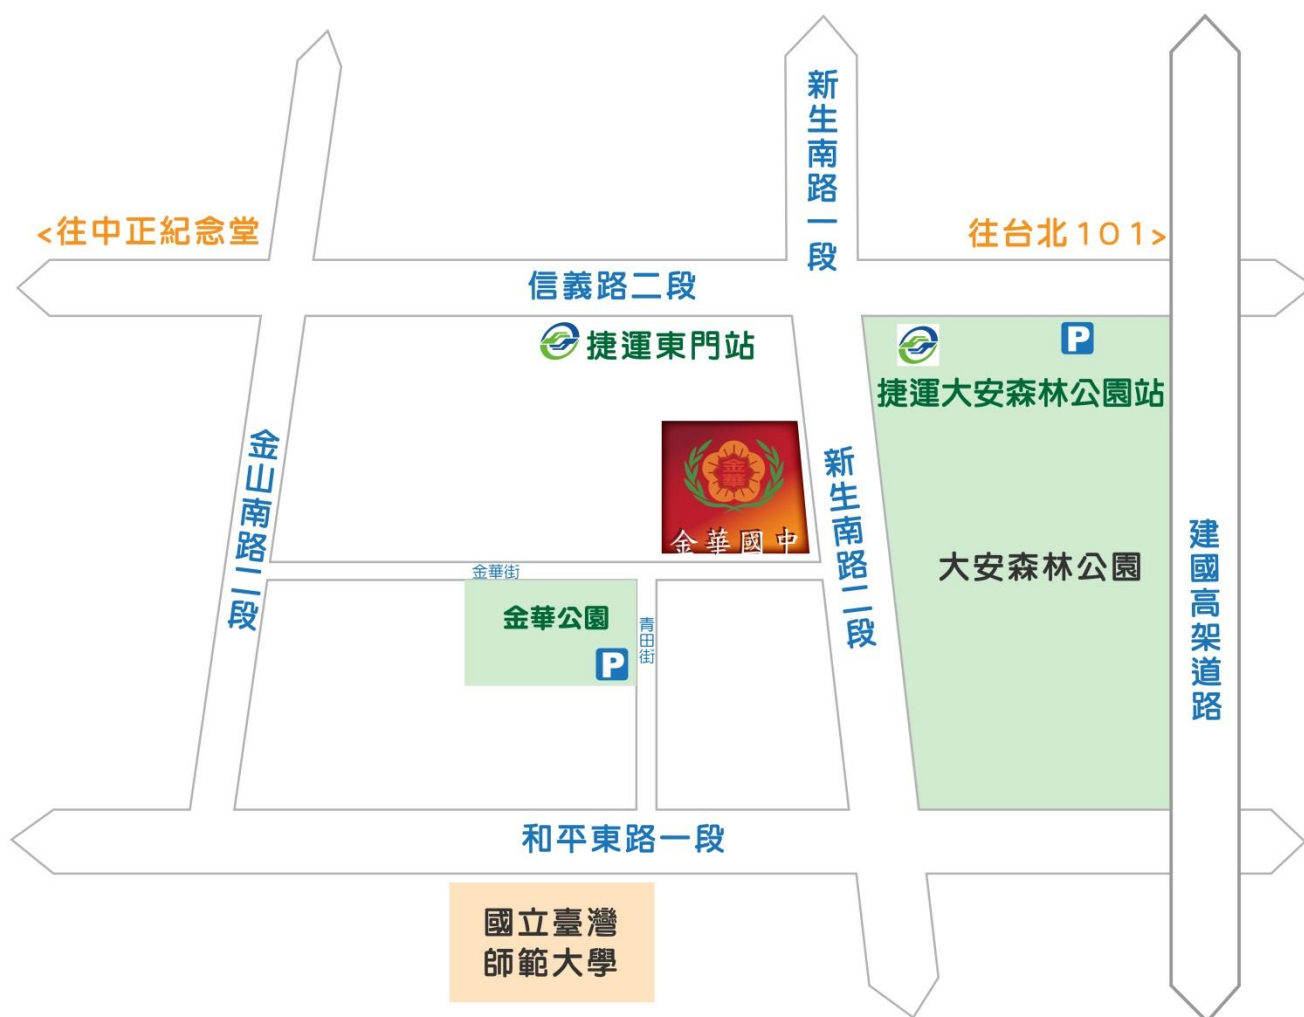 新生南路一段
<往中正紀念堂
往台北101>
信義路二段
捷運東門站
P
捷運大安森林公園站
金山南路二段
金華
金華國中
新生南路二段
建國高架道路
大安森林公園
金華街
金華公園
P
青田街
和平東路一段
國立臺灣
師範大學